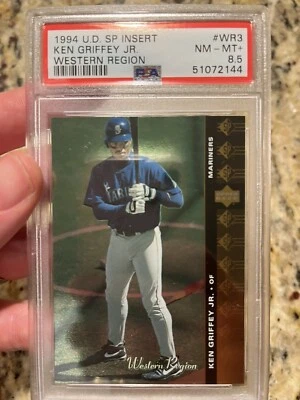 1994 U.D. SP INSERT #WR3
KEN GRIFFEY JR. NM - MT+
WESTERN REGION PSA 8.5
51072144
MARINERS
KEN GRIFFEY JR. • OF
Western Region